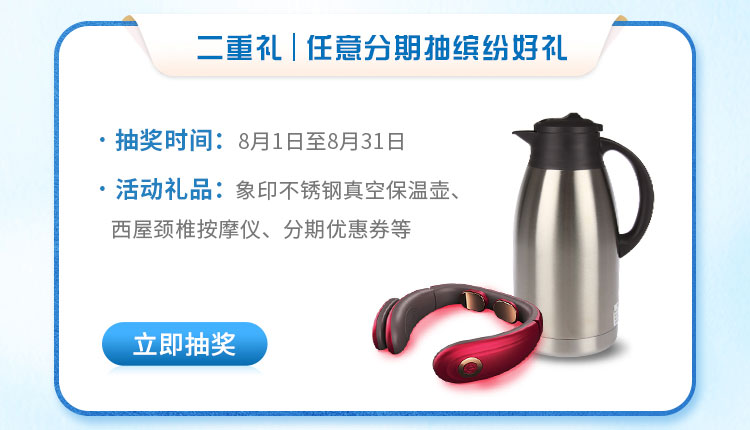 二重礼|任意分期抽缤纷好礼
·抽奖时间：8月1日至8月31日
·活动礼品：象印不锈钢真空保温壶、
西屋颈椎按摩仪、分期优惠券等
立即抽奖